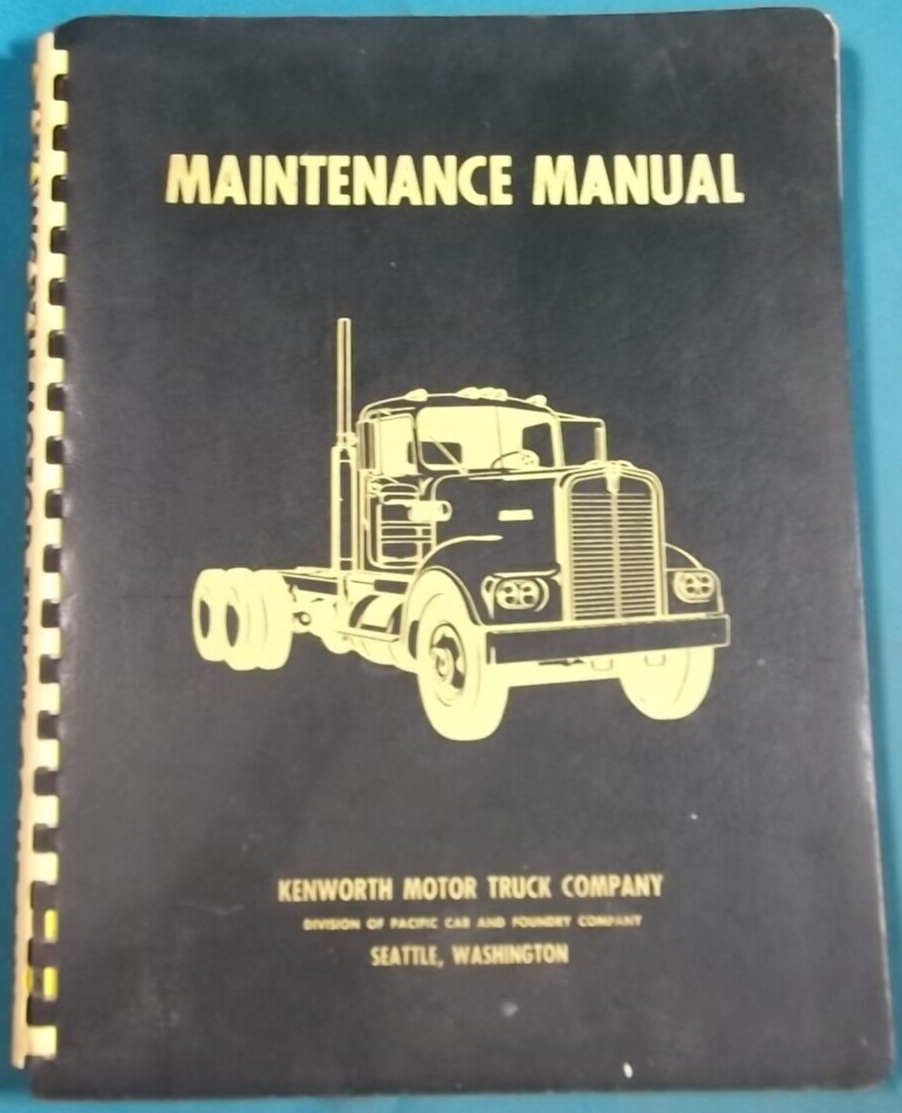 MAINTENANCE MANUAL
KENWORTH MOTOR TRUCK COMPANY
DIVISION OF PACIFIC CAR AND FOUNDRY COMPANY
SEATTLE, WASHINGTON